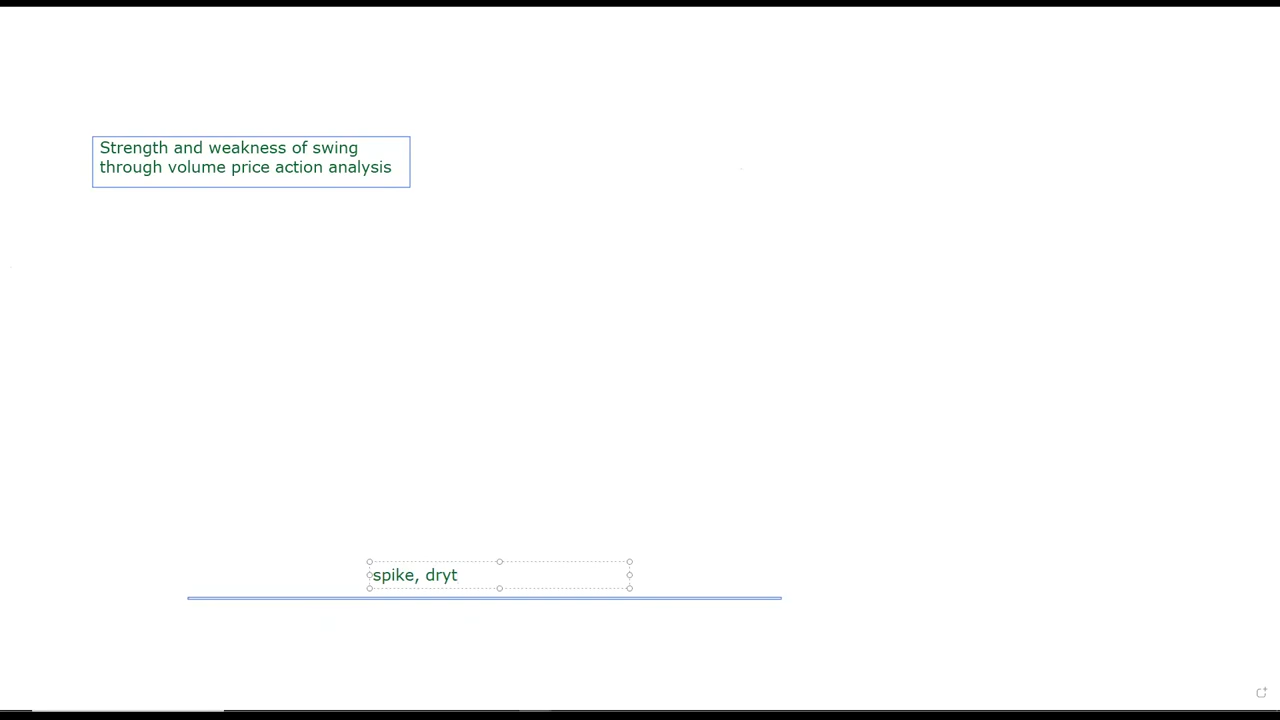 Strength and weakness of swing
through volume price action analysis
spike, dryt